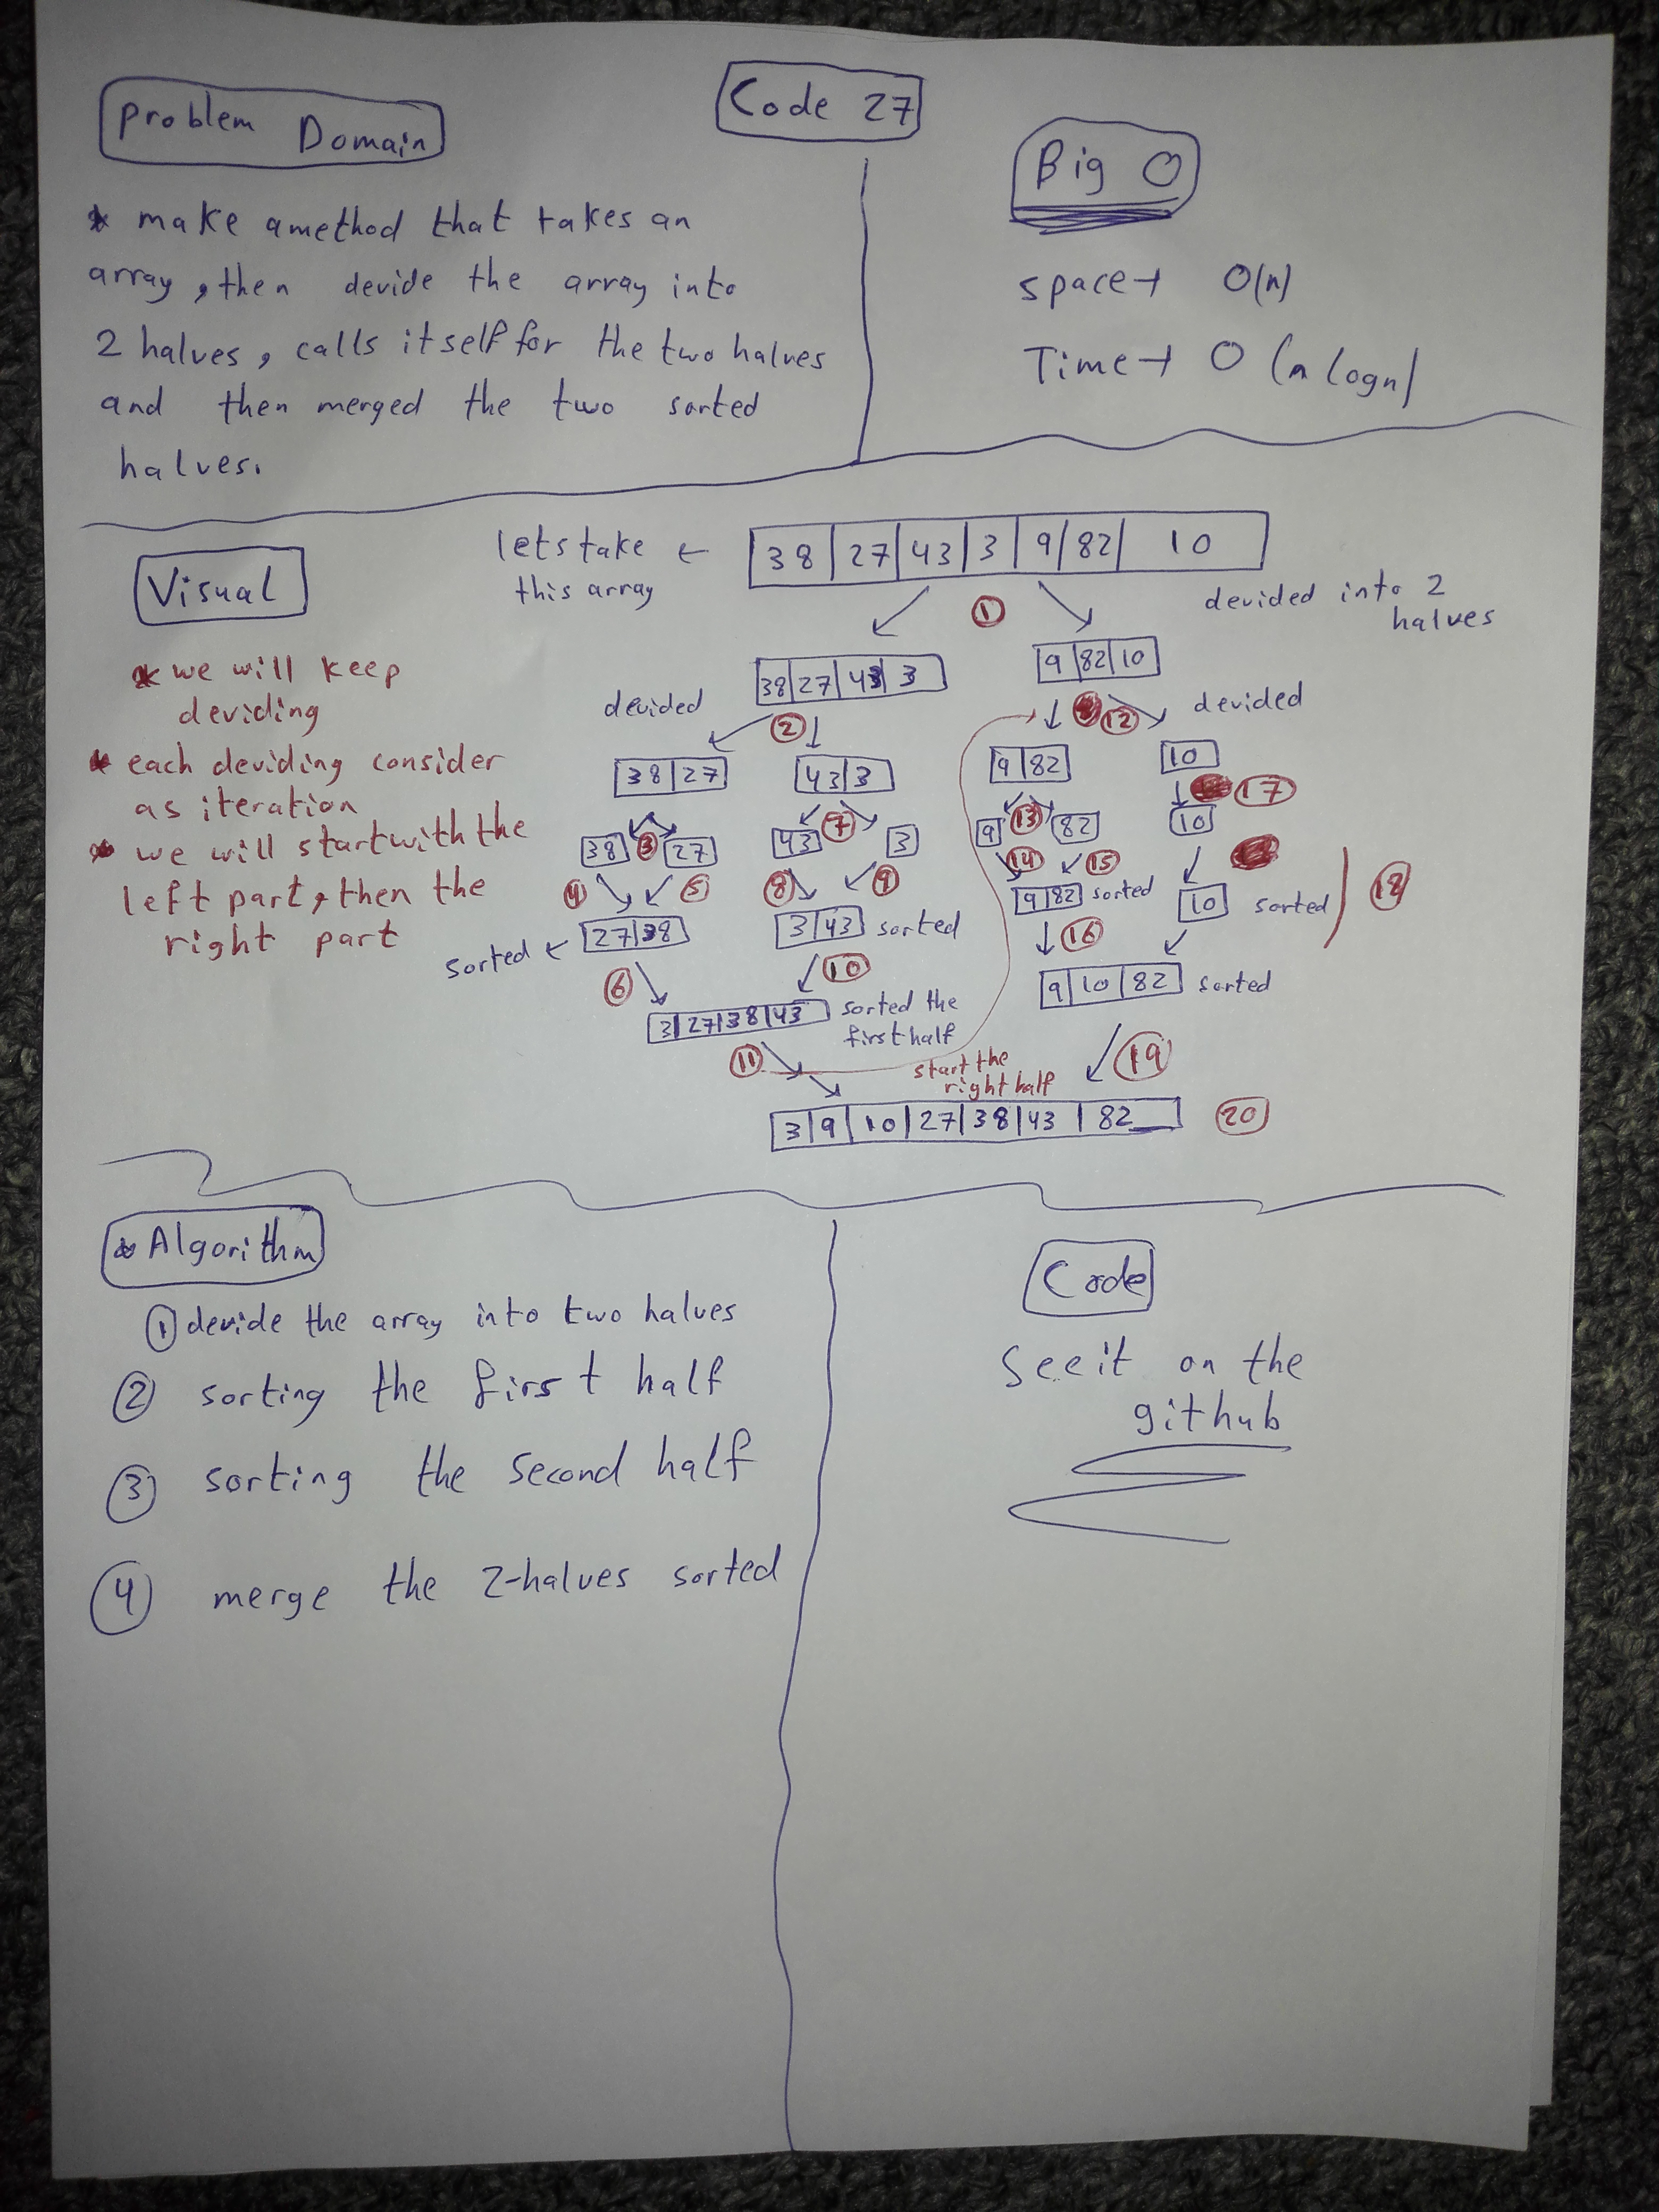 Problem Domain
Code 27
* make a method that takes an
array, then devide the array into
2 halves, calls itself for the two halves
and then merged the two sorted
halves.
Big O
space → O(n)
Time → O (n logn)
Visual
* we will keep
deviding
* each deviding consider
as iteration
* we will start with the
left part, then the
right part
lets take ←
this array
38 | 27 | 43 | 3 | 9 | 82 | 10
1
devided into 2
halves
38 | 27 | 43 | 3
9 | 82 | 10
devided
2
12
devided
38 | 27
43 | 3
9 | 82
10
17
38
3
27
43
7
3
9
13
82
10
4
5
8
9
14
15
sorted ← 27 | 38
3 | 43 sorted
9 | 82 sorted
10 sorted
18
6
10
16
3 | 27 | 38 | 43
sorted the
first half
9 | 10 | 82 sorted
11
start the
right half
19
3 | 9 | 10 | 27 | 38 | 43 | 82
20
Algorithm
1 devide the array into two halves
2 sorting the first half
3 sorting the second half
4 merge the 2-halves sorted
Code
See it on the
github